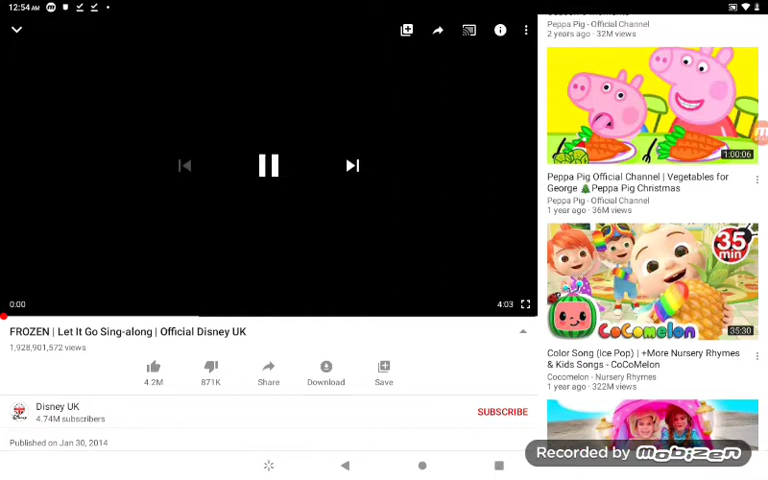 12:54 AM
Peppa Pig - Official Channel
2 years ago · 32M views
1:00:06
Peppa Pig Official Channel | Vegetables for
George 🎄Peppa Pig Christmas
Peppa Pig - Official Channel
1 year ago · 36M views
35
min
CoComelon
35:30
Color Song (Ice Pop) | +More Nursery Rhymes
& Kids Songs - CoCoMelon
Cocomelon - Nursery Rhymes
1 year ago · 322M views
0:00
4:03
FROZEN | Let It Go Sing-along | Official Disney UK
1,928,901,572 views
4.2M
871K
Share
Download
Save
Disney UK
4.74M subscribers
SUBSCRIBE
Published on Jan 30, 2014
Recorded by mobizen